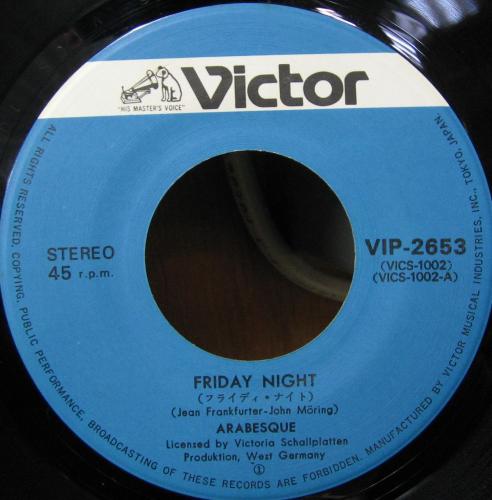 Victor
"HIS MASTER'S VOICE"
STEREO
45 r.p.m.
VIP-2653
(VICS-1002)
(VICS-1002-A)
FRIDAY NIGHT
(フライディ・ナイト)
(Jean Frankfurter-John Möring)
ARABESQUE
Licensed by Victoria Schallplatten
Produktion, West Germany
①
ALL RIGHTS RESERVED. COPYING, PUBLIC PERFORMANCE, BROADCASTING OF THESE RECORDS ARE FORBIDDEN. MANUFACTURED BY VICTOR MUSICAL INDUSTRIES, INC., TOKYO, JAPAN.